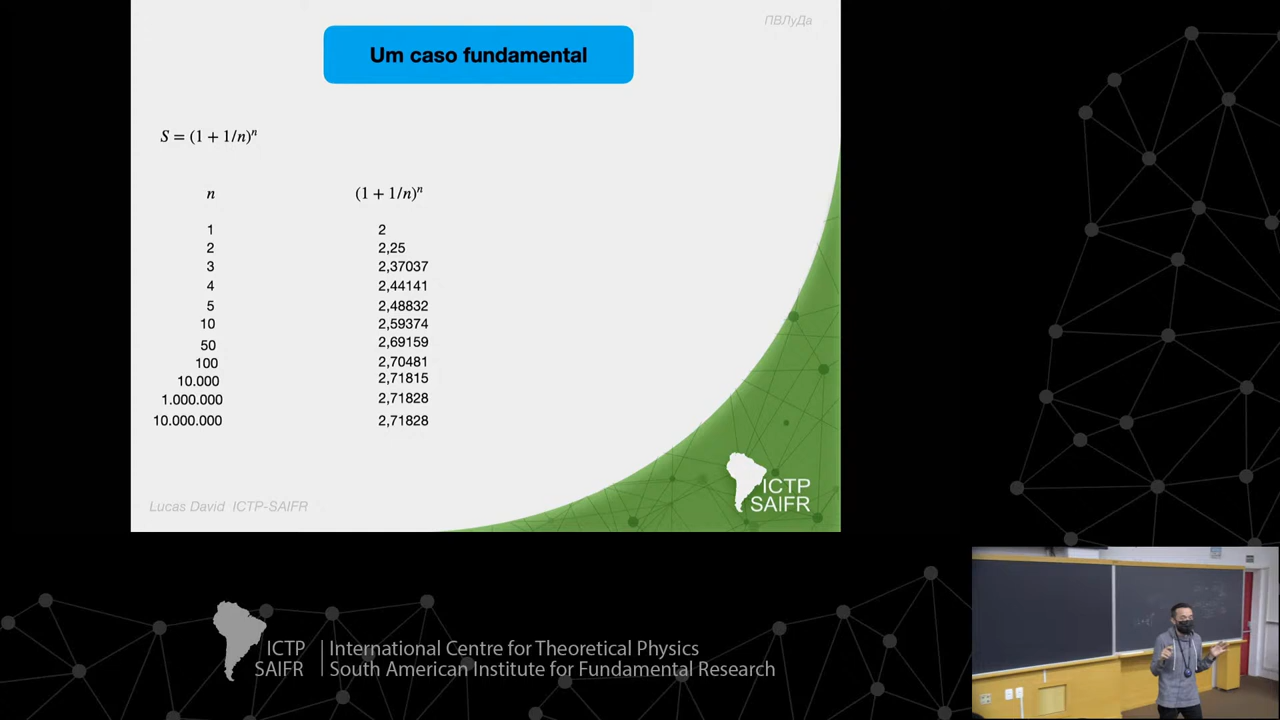 ПВЛуДа
Um caso fundamental
S = (1 + 1/n)ⁿ
n (1 + 1/n)ⁿ
1 2
2 2,25
3 2,37037
4 2,44141
5 2,48832
10 2,59374
50 2,69159
100 2,70481
10.000 2,71815
1.000.000 2,71828
10.000.000 2,71828
ICTP
SAIFR
Lucas David ICTP-SAIFR
ICTP
SAIFR
International Centre for Theoretical Physics
South American Institute for Fundamental Research